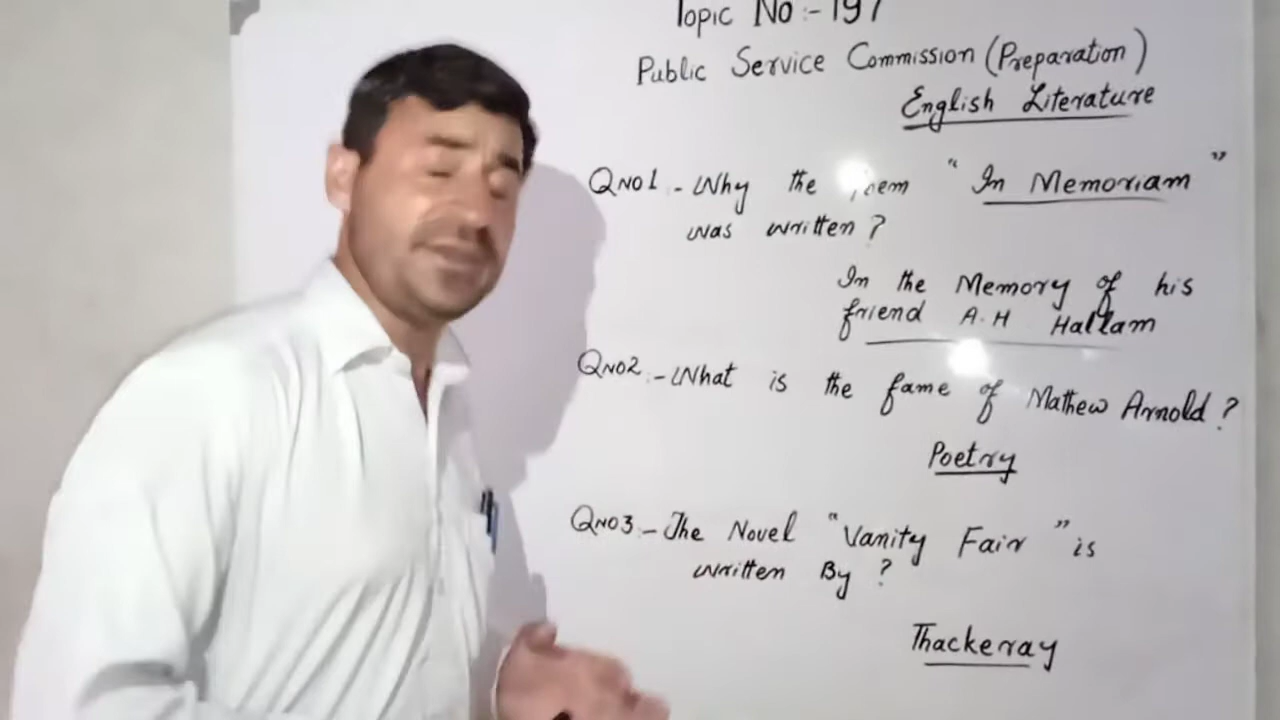 Topic No:- 197
Public Service Commission (Preparation)
English Literature
QNO1 - Why the Poem "In Memoriam"
was written?
In the Memory of his
friend A.H Hallam
QNO2 - What is the fame of Mathew Arnold?
Poetry
QNO3 - The Novel "Vanity Fair" is
written By?
Thackeray